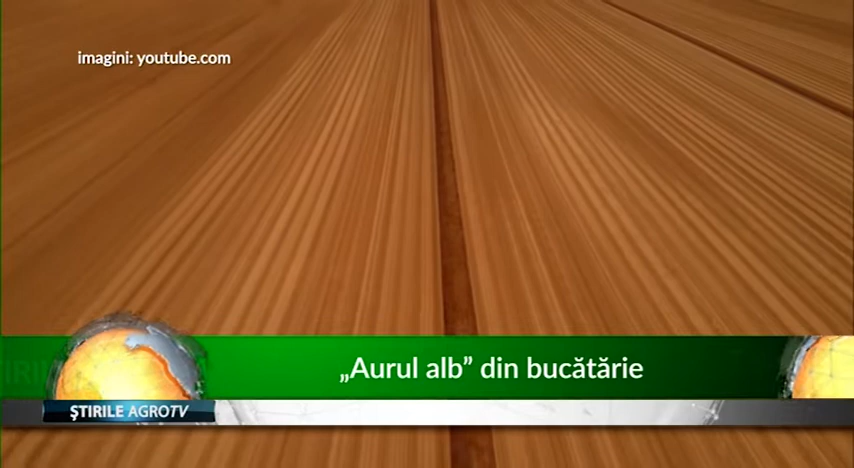 imagini: youtube.com
„Aurul alb” din bucătărie
ŞTIRILE AGROTV